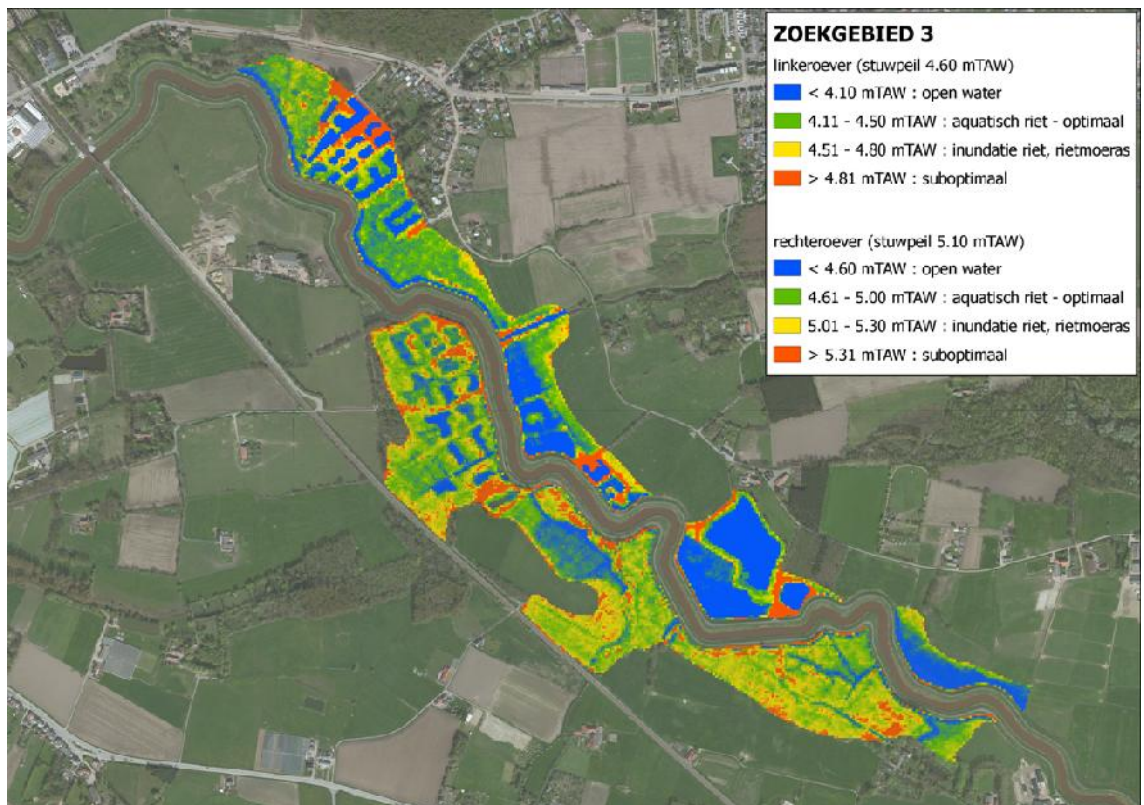 ZOEKGEBIED 3
linkeroever (stuwpeil 4.60 mTAW)
< 4.10 mTAW : open water
4.11 - 4.50 mTAW : aquatisch riet - optimaal
4.51 - 4.80 mTAW : inundatie riet, rietmoeras
> 4.81 mTAW : suboptimaal
rechteroever (stuwpeil 5.10 mTAW)
< 4.60 mTAW : open water
4.61 - 5.00 mTAW : aquatisch riet - optimaal
5.01 - 5.30 mTAW : inundatie riet, rietmoeras
> 5.31 mTAW : suboptimaal